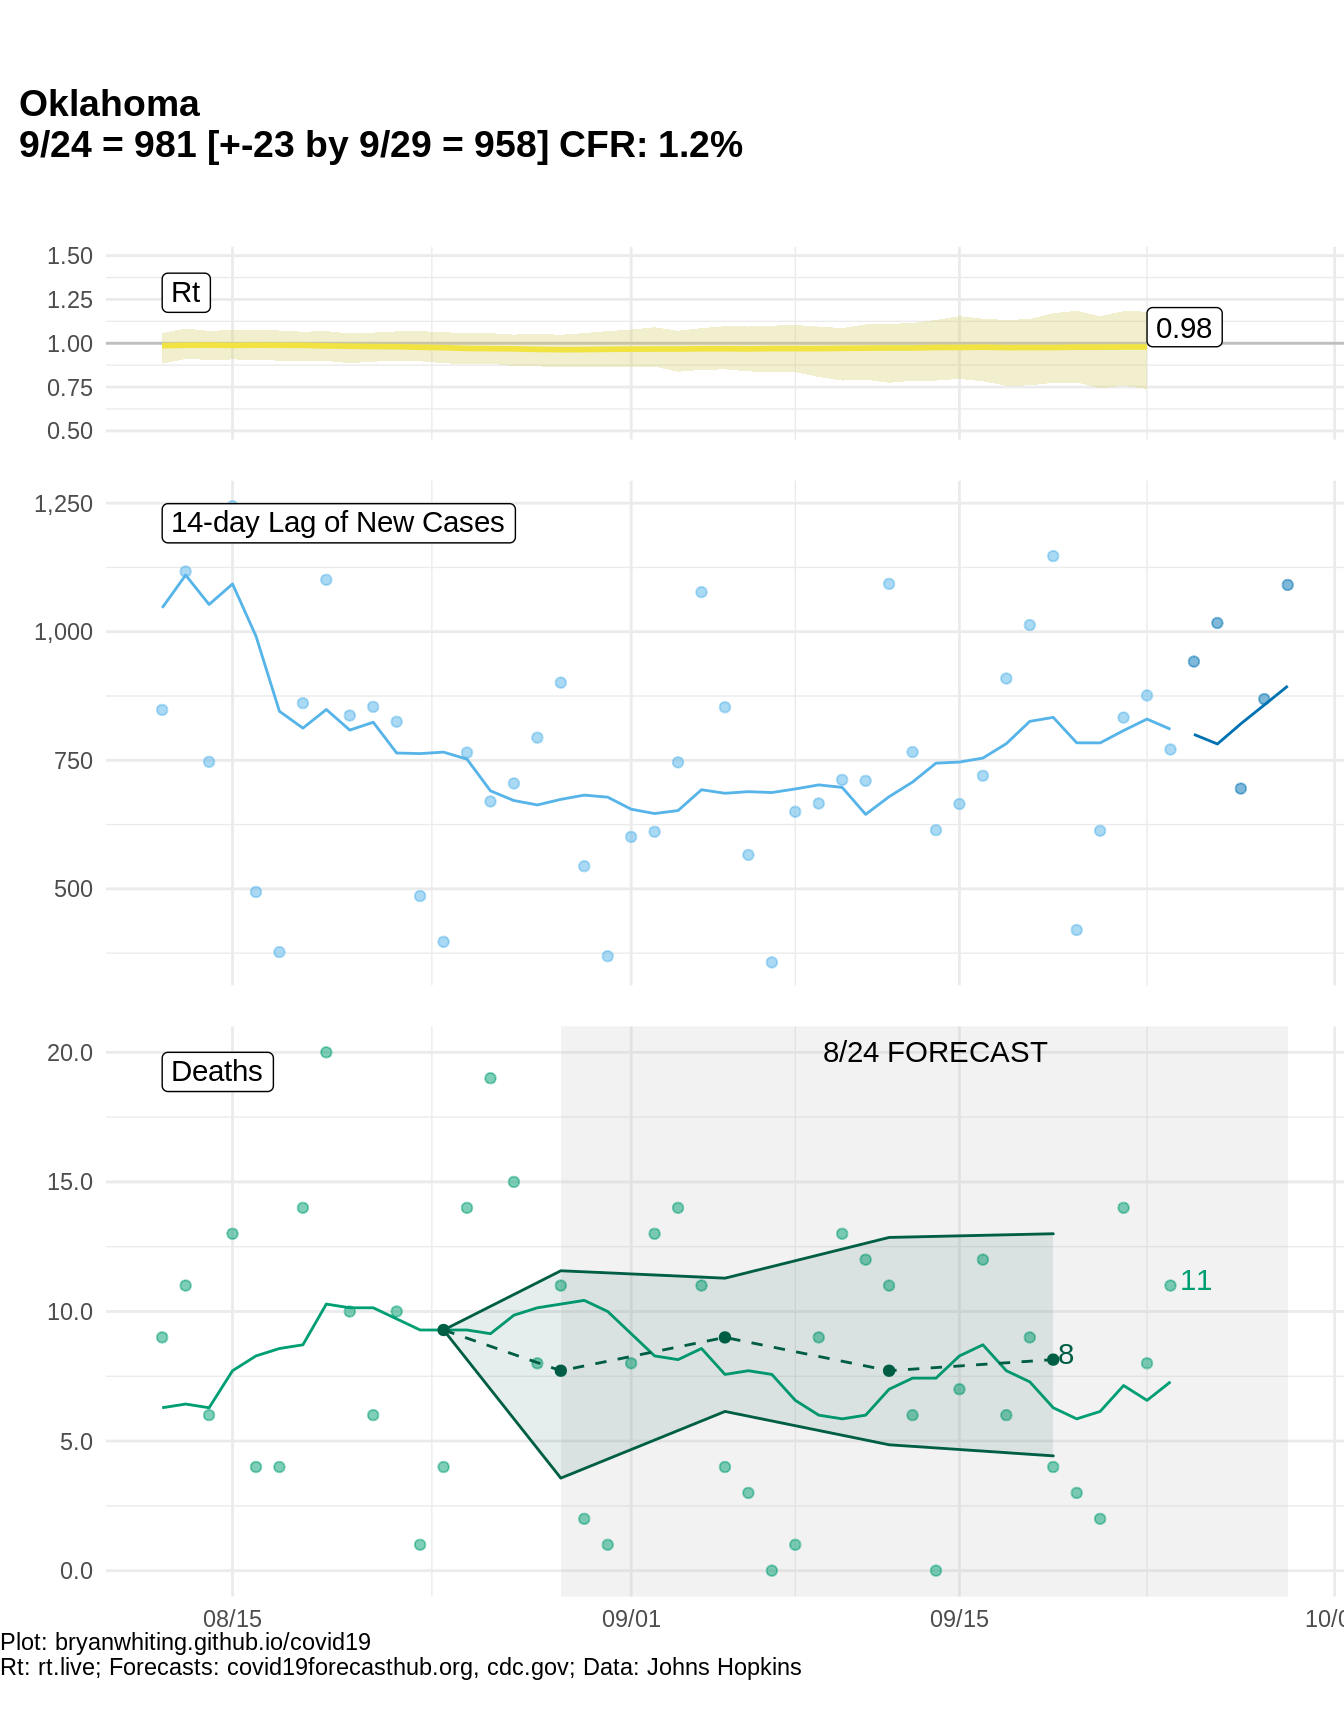 Oklahoma
9/24 = 981 [+-23 by 9/29 = 958] CFR: 1.2%
1.50
1.25
1.00
0.75
0.50
Rt
0.98
1,250
1,000
750
500
14-day Lag of New Cases
20.0
15.0
10.0
5.0
0.0
Deaths
8/24 FORECAST
11
8
08/15
09/01
09/15
10/0
Plot: bryanwhiting.github.io/covid19
Rt: rt.live; Forecasts: covid19forecasthub.org, cdc.gov; Data: Johns Hopkins